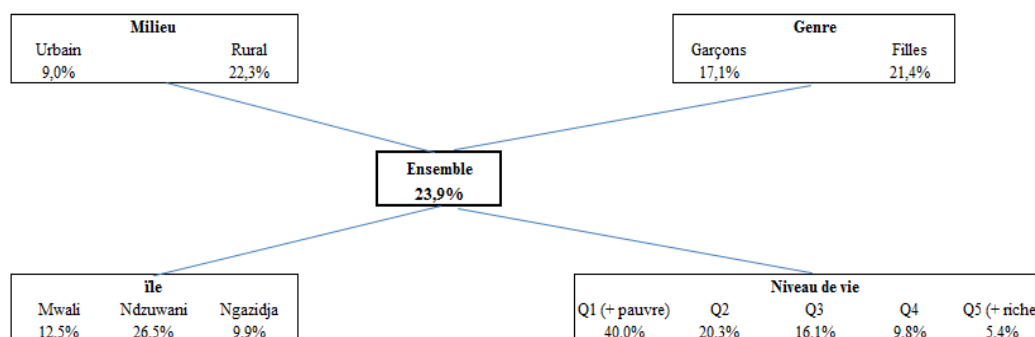 Milieu
Urbain Rural
9,0% 22,3%
Genre
Garçons Filles
17,1% 21,4%
Ensemble
23,9%
île
Mwali Ndzuwani Ngazidja
12,5% 26,5% 9,9%
Niveau de vie
Q1 (+ pauvre) Q2 Q3 Q4 Q5 (+ riche
40,0% 20,3% 16,1% 9,8% 5,4%